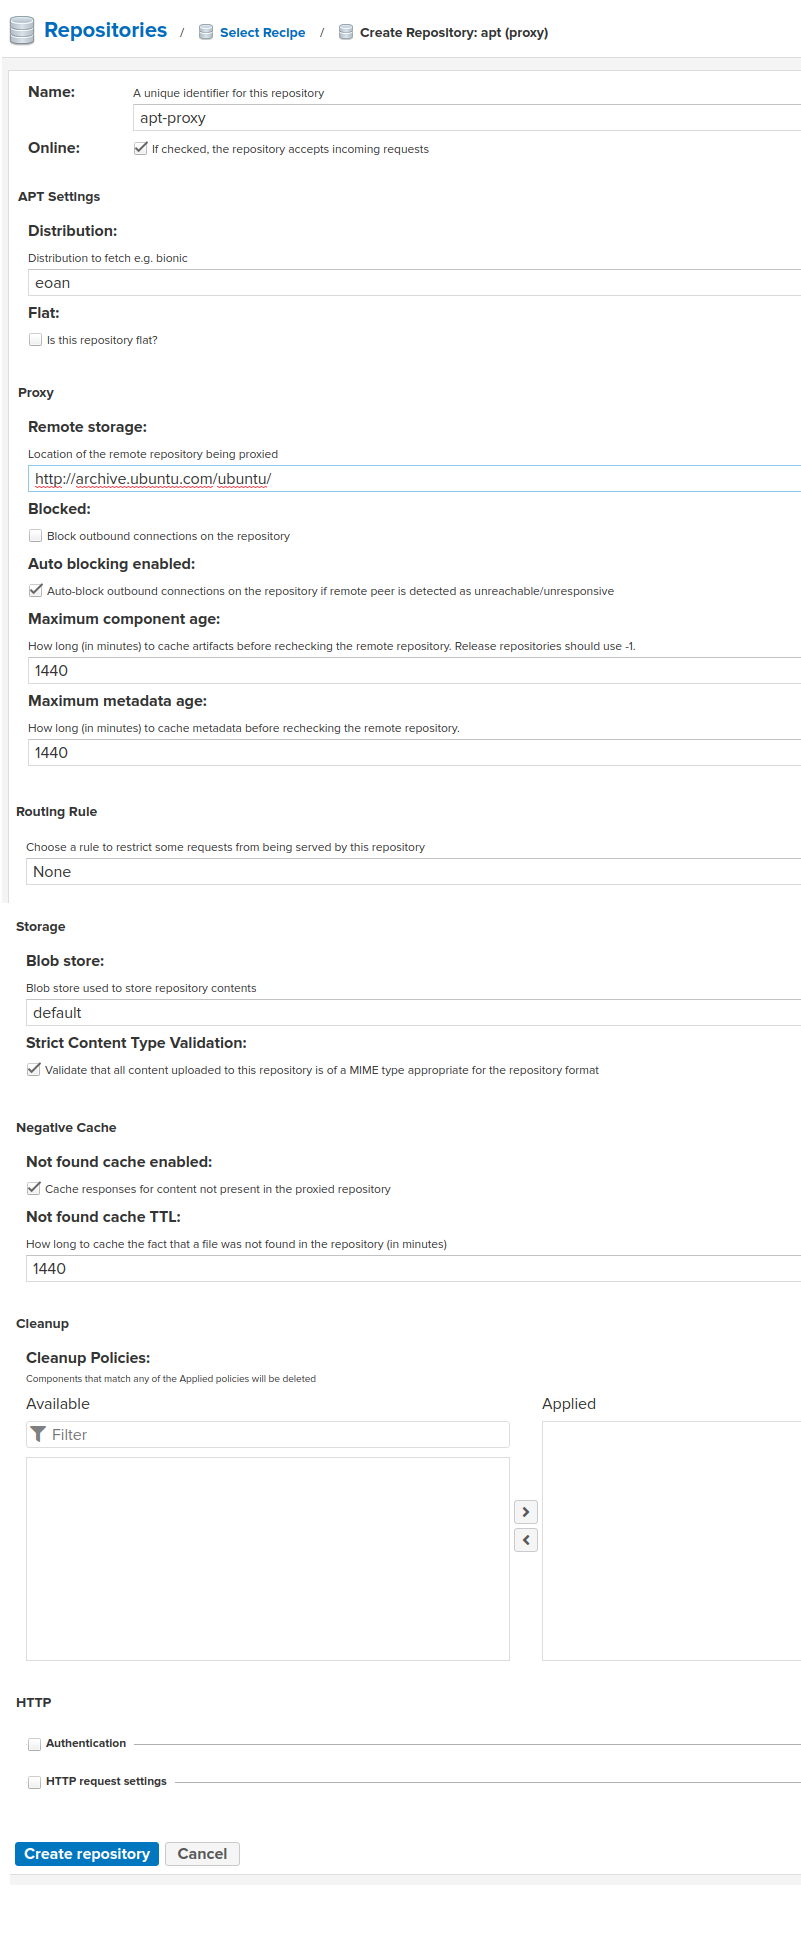 Repositories / Select Recipe / Create Repository: apt (proxy)
Name: A unique identifier for this repository
apt-proxy
Online: If checked, the repository accepts incoming requests
APT Settings
Distribution:
Distribution to fetch e.g. bionic
eoan
Flat:
Is this repository flat?
Proxy
Remote storage:
Location of the remote repository being proxied
http://archive.ubuntu.com/ubuntu/
Blocked:
Block outbound connections on the repository
Auto blocking enabled:
Auto-block outbound connections on the repository if remote peer is detected as unreachable/unresponsive
Maximum component age:
How long (in minutes) to cache artifacts before rechecking the remote repository. Release repositories should use -1.
1440
Maximum metadata age:
How long (in minutes) to cache metadata before rechecking the remote repository.
1440
Routing Rule
Choose a rule to restrict some requests from being served by this repository
None
Storage
Blob store:
Blob store used to store repository contents
default
Strict Content Type Validation:
Validate that all content uploaded to this repository is of a MIME type appropriate for the repository format
Negative Cache
Not found cache enabled:
Cache responses for content not present in the proxied repository
Not found cache TTL:
How long to cache the fact that a file was not found in the repository (in minutes)
1440
Cleanup
Cleanup Policies:
Components that match any of the Applied policies will be deleted
Available Applied
Filter
HTTP
Authentication
HTTP request settings
Create repository Cancel